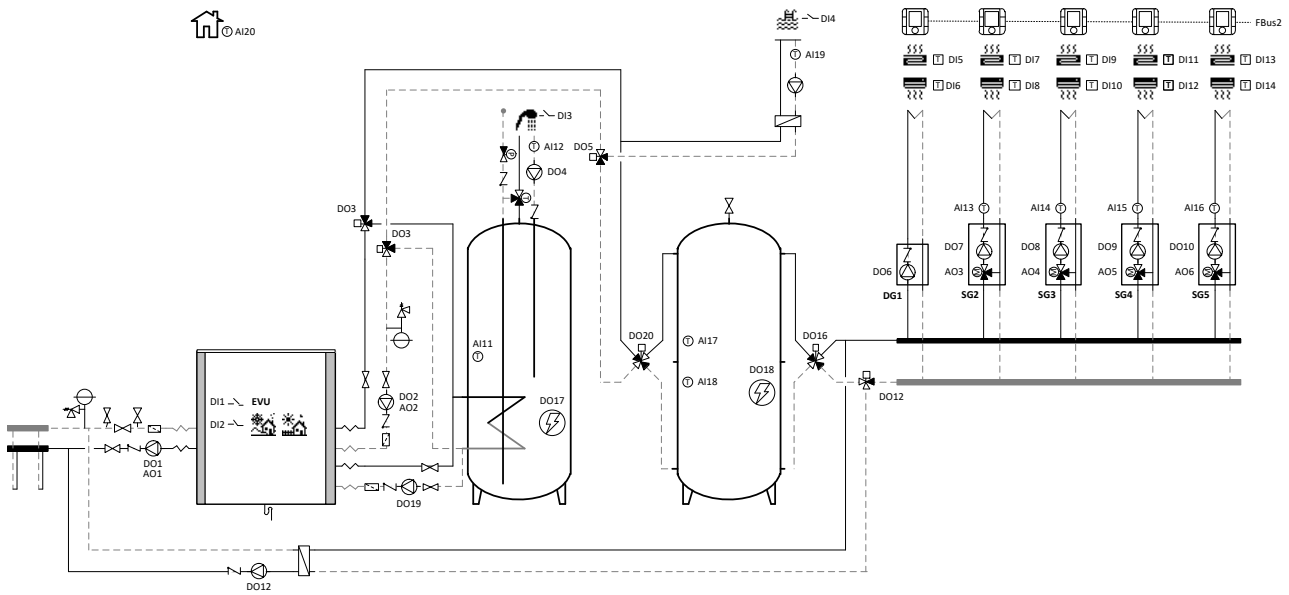 DI4
FBus2
AI20
AI19
T DI5
T DI7
T DI9
T DI11
T DI13
T DI6
T DI8
T DI10
T DI12
T DI14
DI3
AI12
DO5
DO4
DO3
AI13
AI14
AI15
AI16
DO3
DO7
DO8
DO9
DO10
DO6
AO3
AO4
AO5
AO6
DG1
SG2
SG3
SG4
SG5
DO20
DO16
AI11
AI17
DO18
AI18
DO12
DO2
AO2
DI1
EVU
DO17
DI2
DO1
AO1
DO19
DO12